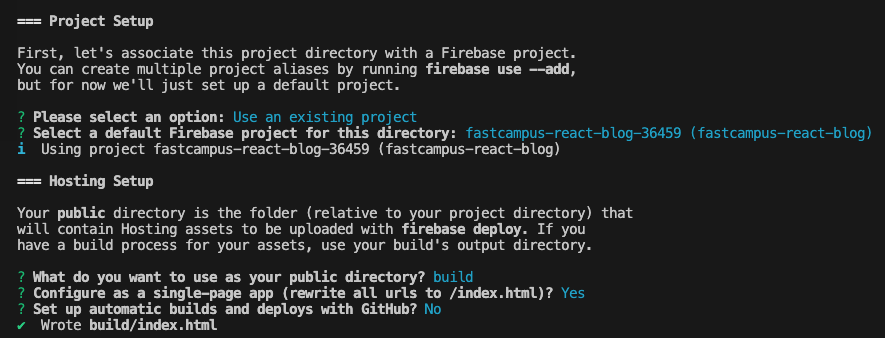 === Project Setup
First, let's associate this project directory with a Firebase project.
You can create multiple project aliases by running firebase use --add,
but for now we'll just set up a default project.
? Please select an option: Use an existing project
? Select a default Firebase project for this directory: fastcampus-react-blog-36459 (fastcampus-react-blog)
i  Using project fastcampus-react-blog-36459 (fastcampus-react-blog)
=== Hosting Setup
Your public directory is the folder (relative to your project directory) that
will contain Hosting assets to be uploaded with firebase deploy. If you
have a build process for your assets, use your build's output directory.
? What do you want to use as your public directory? build
? Configure as a single-page app (rewrite all urls to /index.html)? Yes
? Set up automatic builds and deploys with GitHub? No
✔  Wrote build/index.html